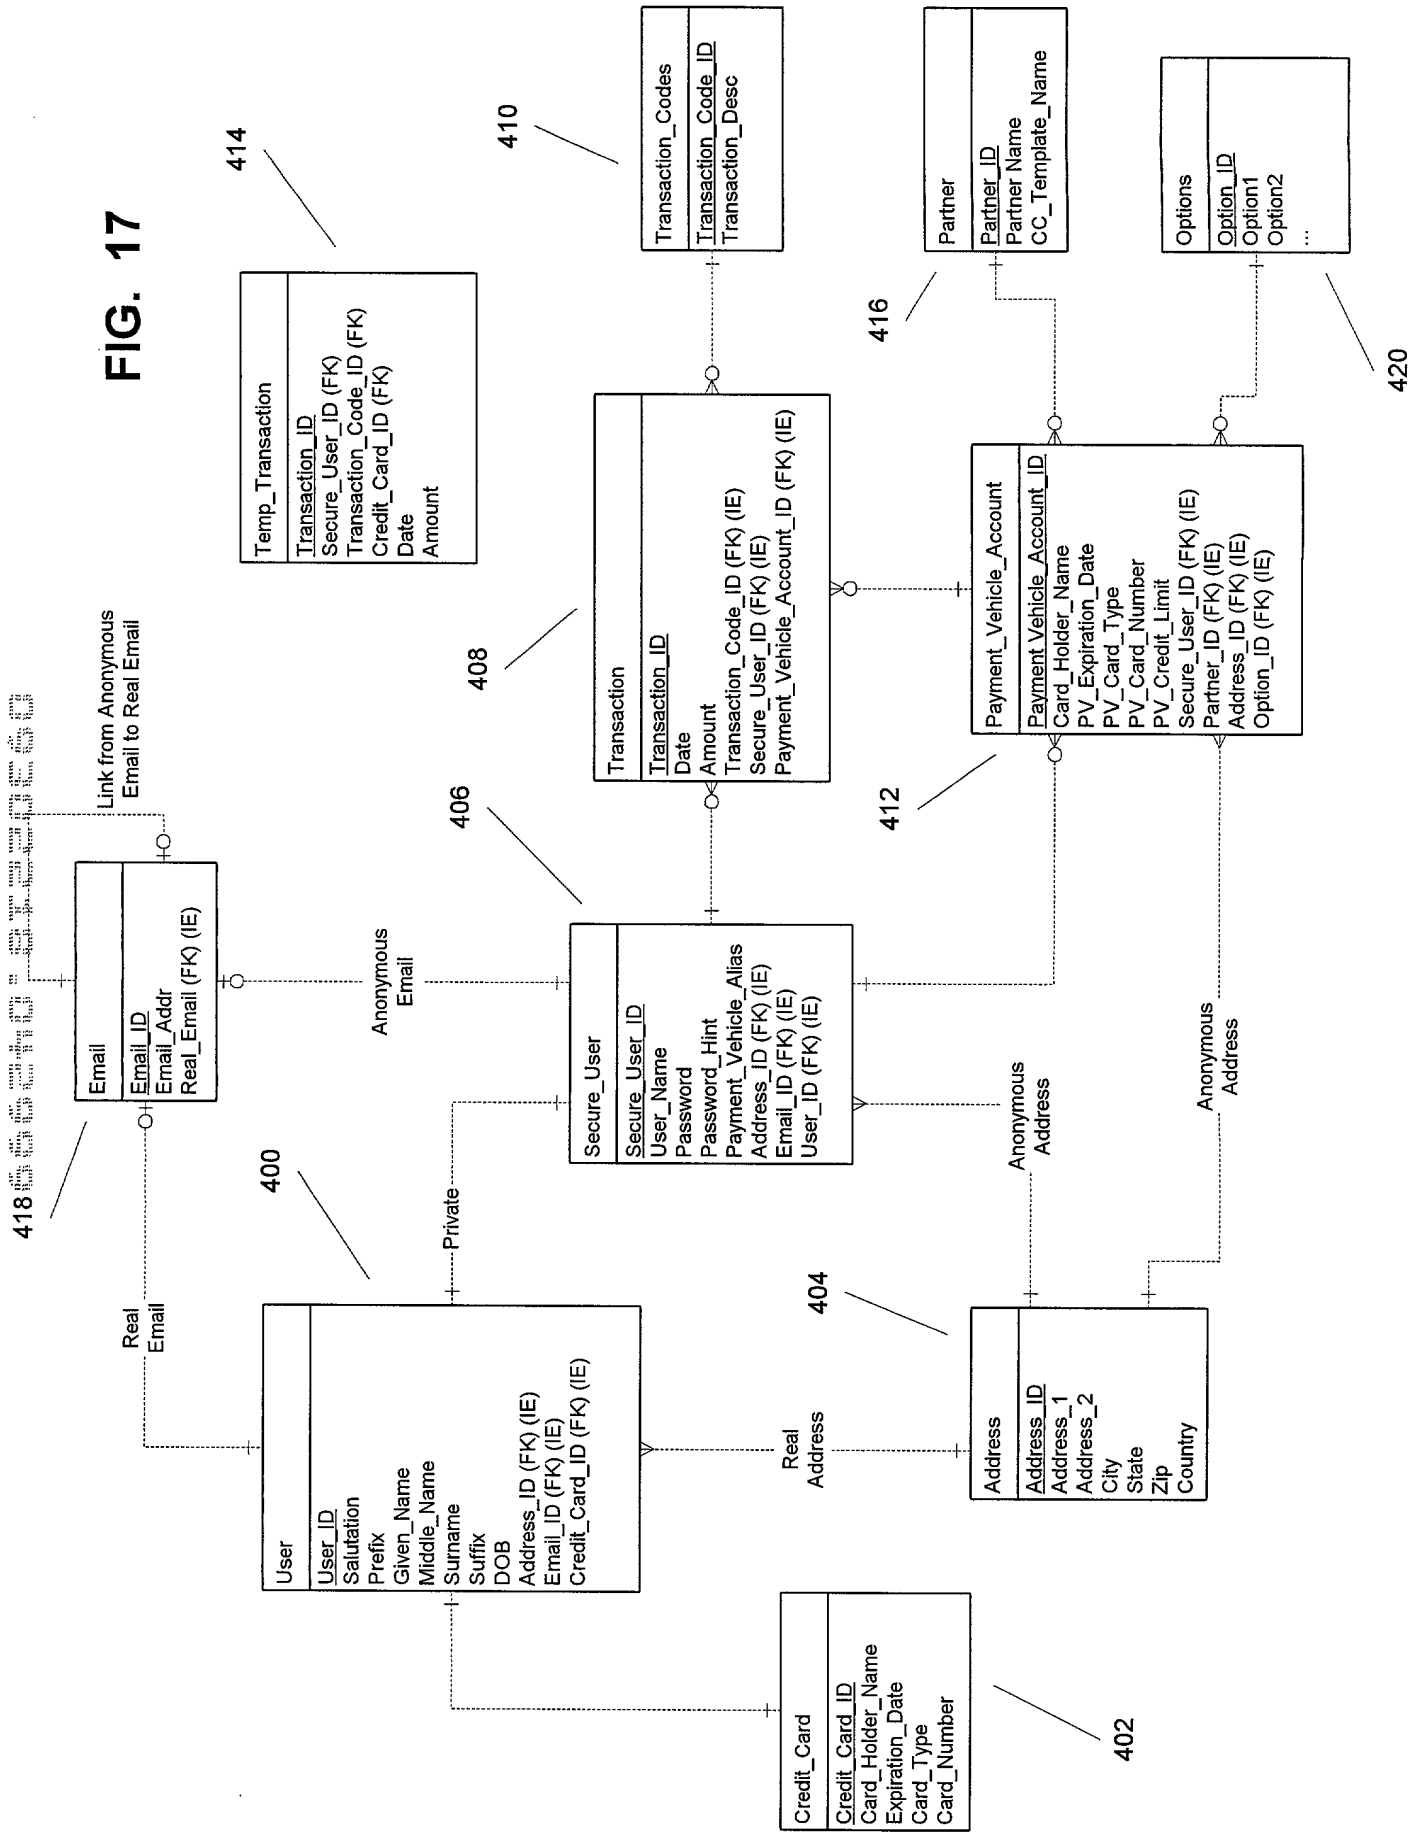 FIG. 17
418
Email
Email_ID
Email_Addr
Real_Email (FK) (IE)
Link from Anonymous
Email to Real Email
414
Temp_Transaction
Transaction_ID
Secure_User_ID (FK)
Transaction_Code_ID (FK)
Credit_Card_ID (FK)
Date
Amount
Real
Email
400
User
User_ID
Salutation
Prefix
Given_Name
Middle_Name
Surname
Suffix
DOB
Address_ID (FK) (IE)
Email_ID (FK) (IE)
Credit_Card_ID (FK) (IE)
Private
Anonymous
Email
406
Secure_User
Secure_User_ID
User_Name
Password
Password_Hint
Payment_Vehicle_Alias
Address_ID (FK) (IE)
Email_ID (FK) (IE)
User_ID (FK) (IE)
408
Transaction
Transaction_ID
Date
Amount
Transaction_Code_ID (FK) (IE)
Secure_User_ID (FK) (IE)
Payment_Vehicle_Account_ID (FK) (IE)
410
Transaction_Codes
Transaction_Code_ID
Transaction_Desc
402
Credit_Card
Credit_Card_ID
Card_Holder_Name
Expiration_Date
Card_Type
Card_Number
Real
Address
404
Address
Address_ID
Address_1
Address_2
City
State
Zip
Country
Anonymous
Address
Anonymous
Address
412
Payment_Vehicle_Account
Payment_Vehicle_Account_ID
Card_Holder_Name
PV_Expiration_Date
PV_Card_Type
PV_Card_Number
PV_Credit_Limit
Secure_User_ID (FK) (IE)
Partner_ID (FK) (IE)
Address_ID (FK) (IE)
Option_ID (FK) (IE)
416
Partner
Partner_ID
Partner Name
CC_Template_Name
420
Options
Option_ID
Option1
Option2
...